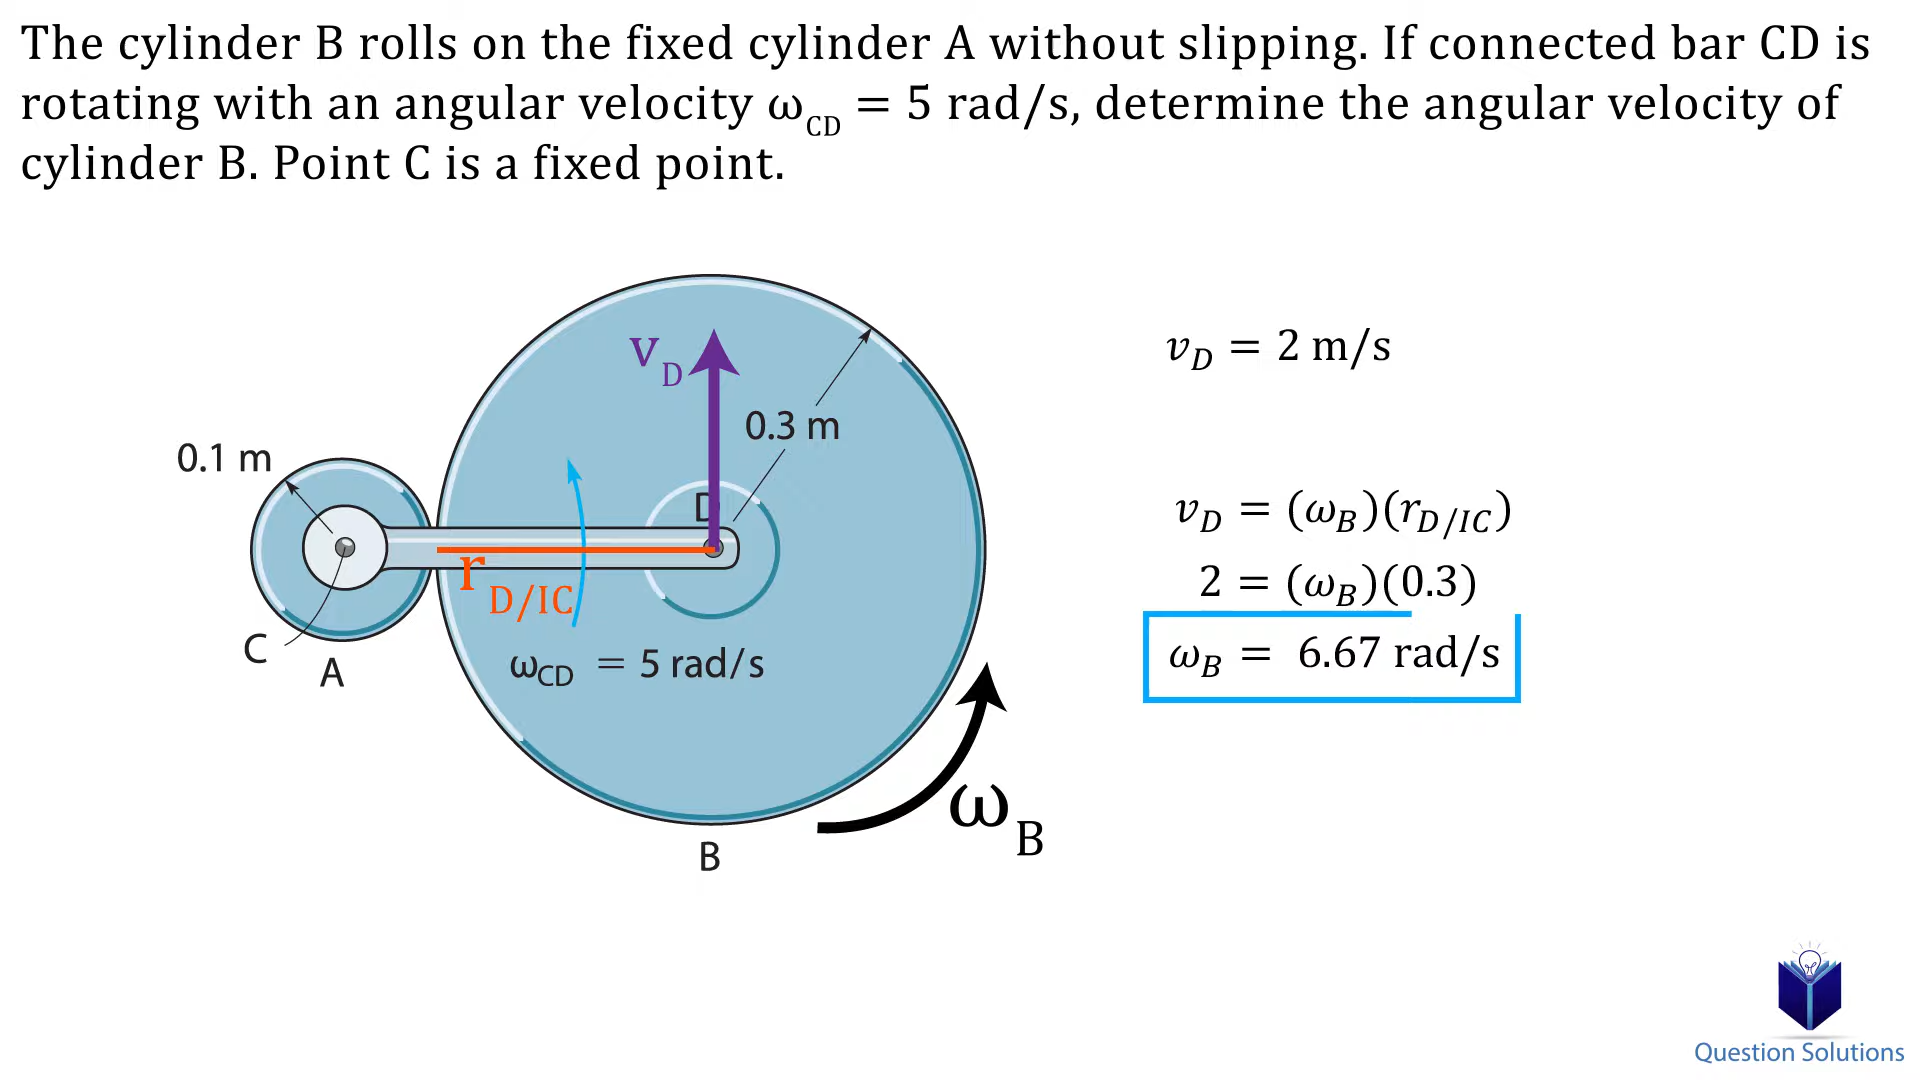 The cylinder B rolls on the fixed cylinder A without slipping. If connected bar CD is
rotating with an angular velocity ω_CD = 5 rad/s, determine the angular velocity of
cylinder B. Point C is a fixed point.
v_D
0.3 m
0.1 m
D
r_D/IC
C
A
ω_CD = 5 rad/s
ω_B
B
v_D = 2 m/s
v_D = (ω_B)(r_D/IC)
2 = (ω_B)(0.3)
ω_B = 6.67 rad/s
Question Solutions